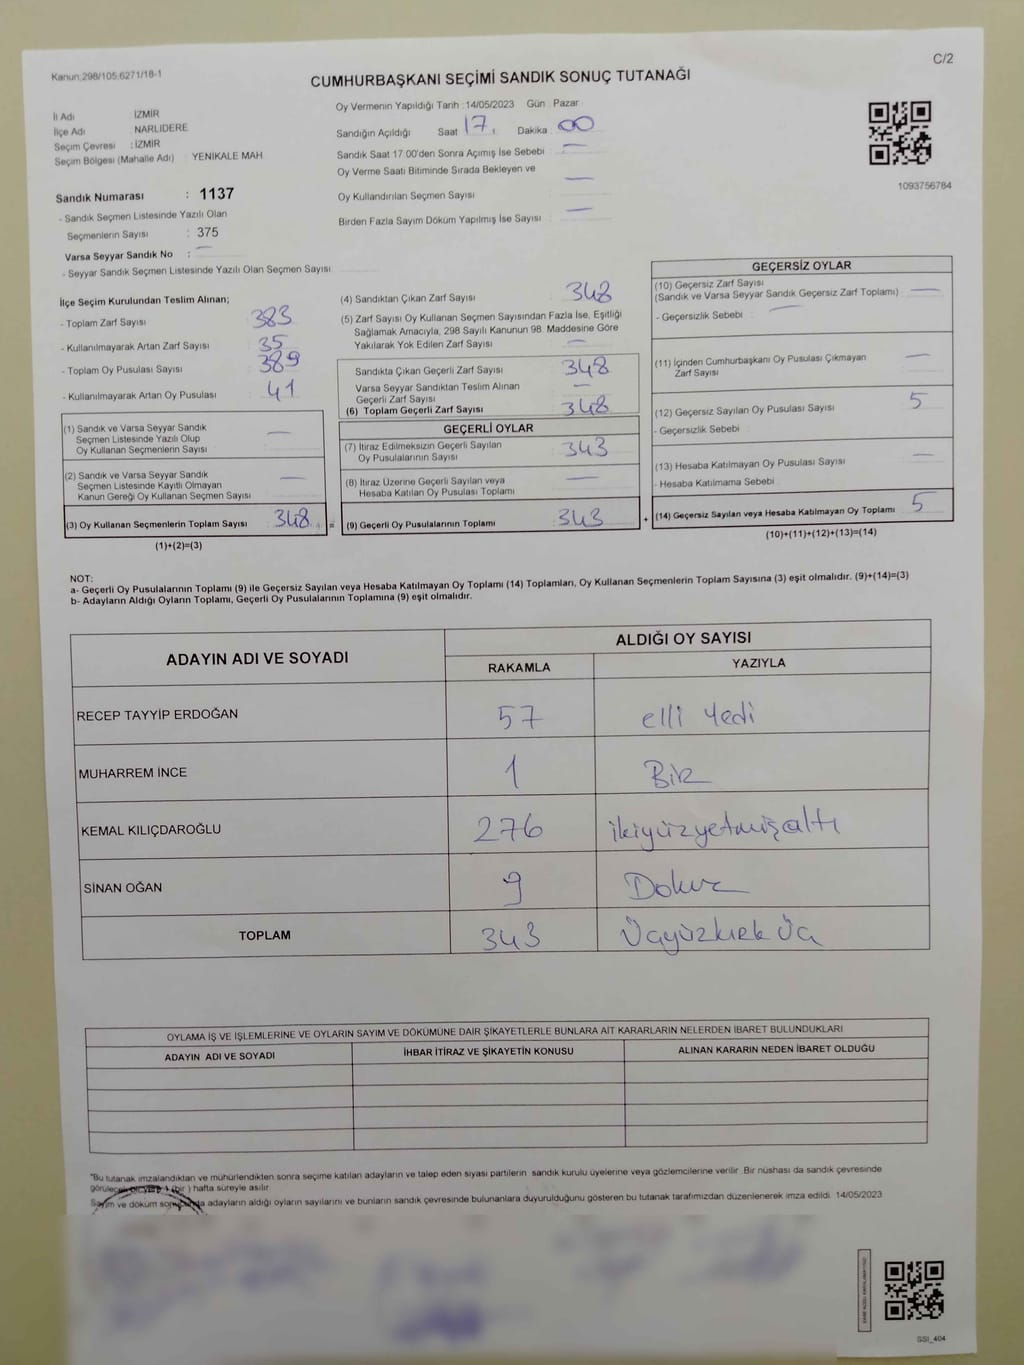 Kanun:298/105,6271/18-1
C/2
CUMHURBAŞKANI SEÇİMİ SANDIK SONUÇ TUTANAĞI
İl Adı İZMİR
İlçe Adı NARLIDERE
Seçim Çevresi : İZMİR
Seçim Bölgesi (Mahalle Adı) YENİKALE MAH
Oy Vermenin Yapıldığı Tarih : 14/05/2023 Gün : Pazar
Sandığın Açıldığı Saat 17 : Dakika : 00
Sandık Saat 17 00'den Sonra Açımış İse Sebebi : —
Oy Verme Saati Bitiminde Sırada Bekleyen ve
Oy Kullandırılan Seçmen Sayısı : —
Birden Fazla Sayım Döküm Yapılmış İse Sayısı : —
1093756784
Sandık Numarası : 1137
- Sandık Seçmen Listesinde Yazılı Olan
Seçmenlerin Sayısı : 375
Varsa Seyyar Sandık No : —
- Seyyar Sandık Seçmen Listesinde Yazılı Olan Seçmen Sayısı
İlçe Seçim Kurulundan Teslim Alınan;
- Toplam Zarf Sayısı 383
- Kullanılmayarak Artan Zarf Sayısı 35
- Toplam Oy Pusulası Sayısı 389
- Kullanılmayarak Artan Oy Pusulası 41
(1) Sandık ve Varsa Seyyar Sandık
Seçmen Listesinde Yazılı Olup
Oy Kullanan Seçmenlerin Sayısı —
(2) Sandık ve Varsa Seyyar Sandık
Seçmen Listesinde Kayıtlı Olmayan
Kanun Gereği Oy Kullanan Seçmen Sayısı —
(3) Oy Kullanan Seçmenlerin Toplam Sayısı 348 =
(1)+(2)=(3)
(4) Sandıktan Çıkan Zarf Sayısı 348
(5) Zarf Sayısı Oy Kullanan Seçmen Sayısından Fazla İse, Eşitliği
Sağlamak Amacıyla, 298 Sayılı Kanunun 98. Maddesine Göre
Yakılarak Yok Edilen Zarf Sayısı —
Sandıkta Çıkan Geçerli Zarf Sayısı 348
Varsa Seyyar Sandıktan Teslim Alınan
Geçerli Zarf Sayısı —
(6) Toplam Geçerli Zarf Sayısı 348
GEÇERLİ OYLAR
(7) İtiraz Edilmeksizin Geçerli Sayılan
Oy Pusulalarının Sayısı 343
(8) İtiraz Üzerine Geçerli Sayılan veya
Hesaba Katılan Oy Pusulası Toplamı —
(9) Geçerli Oy Pusulalarının Toplamı 343 +
GEÇERSİZ OYLAR
(10) Geçersiz Zarf Sayısı
(Sandık ve Varsa Seyyar Sandık Geçersiz Zarf Toplamı) —
- Geçersizlik Sebebi : —
(11) İçinden Cumhurbaşkanı Oy Pusulası Çıkmayan
Zarf Sayısı —
(12) Geçersiz Sayılan Oy Pusulası Sayısı 5
- Geçersizlik Sebebi :
(13) Hesaba Katılmayan Oy Pusulası Sayısı —
- Hesaba Katılmama Sebebi :
(14) Geçersiz Sayılan veya Hesaba Katılmayan Oy Toplamı 5
(10)+(11)+(12)+(13)=(14)
NOT:
a- Geçerli Oy Pusulalarının Toplamı (9) ile Geçersiz Sayılan veya Hesaba Katılmayan Oy Toplamı (14) Toplamları, Oy Kullanan Seçmenlerin Toplam Sayısına (3) eşit olmalıdır. (9)+(14)=(3)
b- Adayların Aldığı Oyların Toplamı, Geçerli Oy Pusulalarının Toplamına (9) eşit olmalıdır.
ADAYIN ADI VE SOYADI ALDIĞI OY SAYISI
RAKAMLA YAZIYLA
RECEP TAYYİP ERDOĞAN 57 elli Yedi
MUHARREM İNCE 1 Bir
KEMAL KILIÇDAROĞLU 276 ikiyüzyetmişaltı
SİNAN OĞAN 9 Dokuz
TOPLAM 343 Üçyüzkırk Üç
OYLAMA İŞ VE İŞLEMLERİNE VE OYLARIN SAYIM VE DÖKÜMÜNE DAİR ŞİKAYETLERLE BUNLARA AİT KARARLARIN NELERDEN İBARET BULUNDUKLARI
ADAYIN ADI VE SOYADI İHBAR İTİRAZ VE ŞİKAYETİN KONUSU ALINAN KARARIN NEDEN İBARET OLDUĞU
*Bu tutanak imzalandıktan ve mühürlendikten sonra seçime katılan adayların ve talep eden siyasi partilerin sandık kurulu üyelerine veya gözlemcilerine verilir. Bir nüshası da sandık çevresinde
görülecek bir yere 1 (bir ) hafta süreyle asılır.
Sayım ve döküm sonucunda adayların aldığı oyların sayılarını ve bunların sandık çevresinde bulunanlara duyurulduğunu gösteren bu tutanak tarafımızdan düzenlenerek imza edildi. 14/05/2023
SSI_404